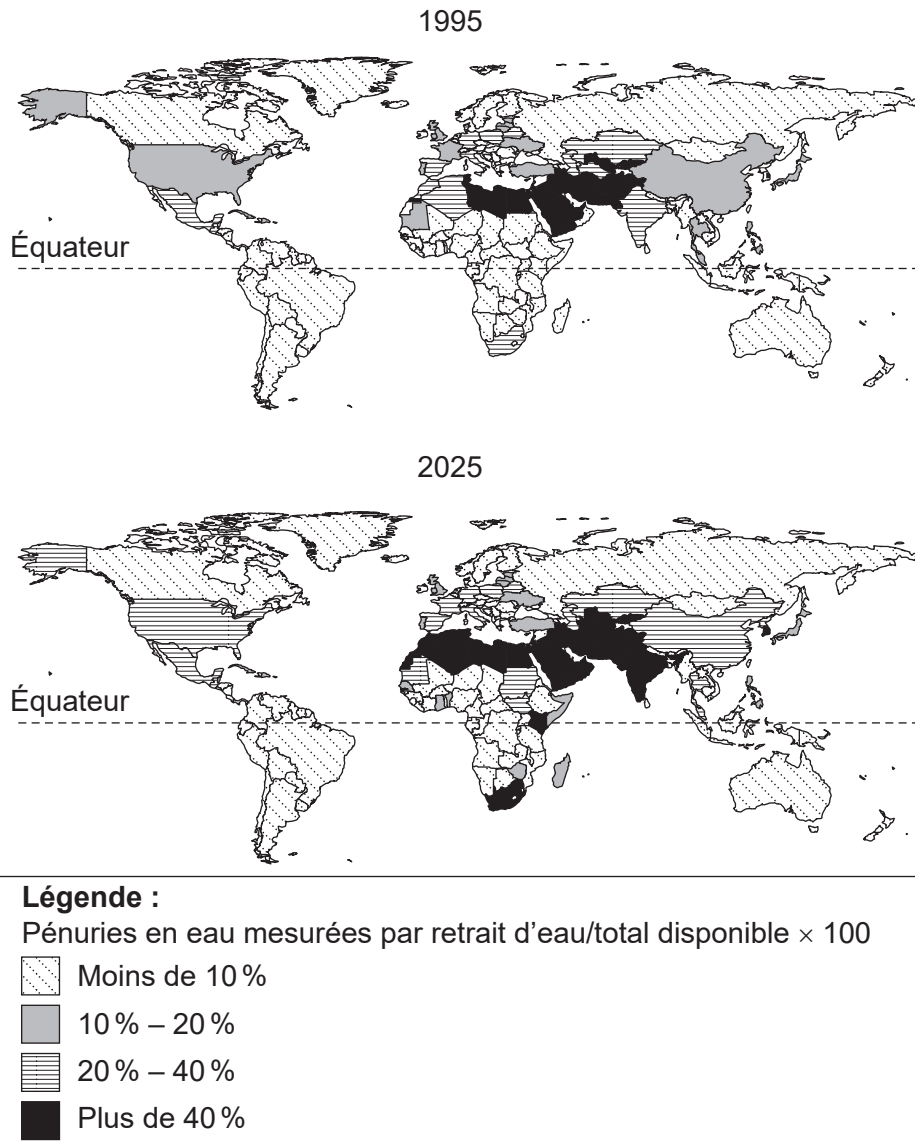 1995
Équateur
2025
Équateur
Légende :
Pénuries en eau mesurées par retrait d'eau/total disponible × 100
Moins de 10 %
10 % – 20 %
20 % – 40 %
Plus de 40 %